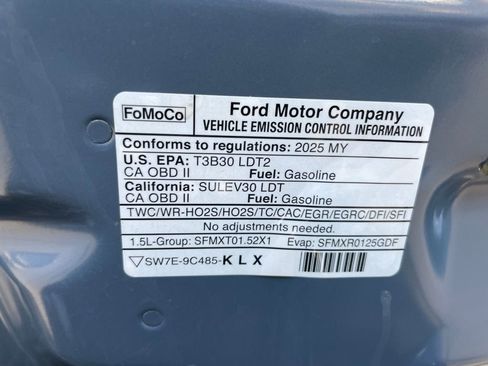 FoMoCo
Ford Motor Company
VEHICLE EMISSION CONTROL INFORMATION
Conforms to regulations: 2025 MY
U.S. EPA: T3B30 LDT2
CA OBD II Fuel: Gasoline
California: SULEV30 LDT
CA OBD II Fuel: Gasoline
TWC/WR-HO2S/HO2S/TC/CAC/EGR/EGRC/DFI/SFI
No adjustments needed.
1.5L-Group: SFMXT01.52X1 Evap: SFMXR0125GDF
SW7E-9C485-KLX